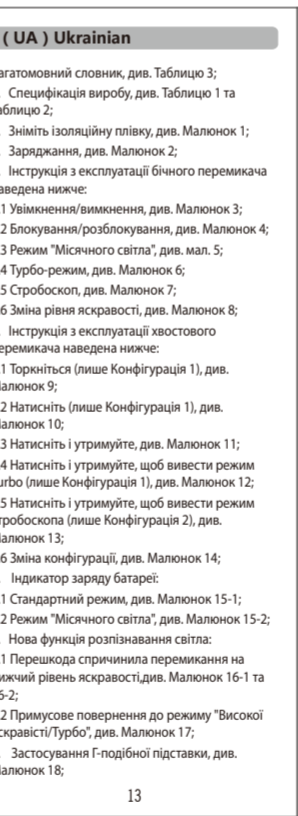 ( UA ) Ukrainian
агатомовний словник, див. Таблицю 3;
. Специфікація виробу, див. Таблицю 1 та
аблицю 2;
. Зніміть ізоляційну плівку, див. Малюнок 1;
. Заряджання, див. Малюнок 2;
. Інструкція з експлуатації бічного перемикача
аведена нижче:
.1 Увімкнення/вимкнення, див. Малюнок 3;
.2 Блокування/розблокування, див. Малюнок 4;
.3 Режим "Місячного світла", див. мал. 5;
.4 Турбо-режим, див. Малюнок 6;
.5 Стробоскоп, див. Малюнок 7;
.6 Зміна рівня яскравості, див. Малюнок 8;
. Інструкція з експлуатації хвостового
еремикача наведена нижче:
.1 Торкніться (лише Конфігурація 1), див.
алюнок 9;
.2 Натисніть (лише Конфігурація 1), див.
алюнок 10;
.3 Натисніть і утримуйте, див. Малюнок 11;
.4 Натисніть і утримуйте, щоб вивести режим
urbo (лише Конфігурація 1), див. Малюнок 12;
.5 Натисніть і утримуйте, щоб вивести режим
тробоскопа (лише Конфігурація 2), див.
алюнок 13;
.6 Зміна конфігурації, див. Малюнок 14;
. Індикатор заряду батареї:
.1 Стандартний режим, див. Малюнок 15-1;
.2 Режим "Місячного світла", див. Малюнок 15-2;
. Нова функція розпізнавання світла:
.1 Перешкода спричинила перемикання на
ижчий рівень яскравості,див. Малюнок 16-1 та
6-2;
.2 Примусове повернення до режиму "Високої
скравісті/Турбо", див. Малюнок 17;
. Застосування Г-подібної підставки, див.
алюнок 18;
13